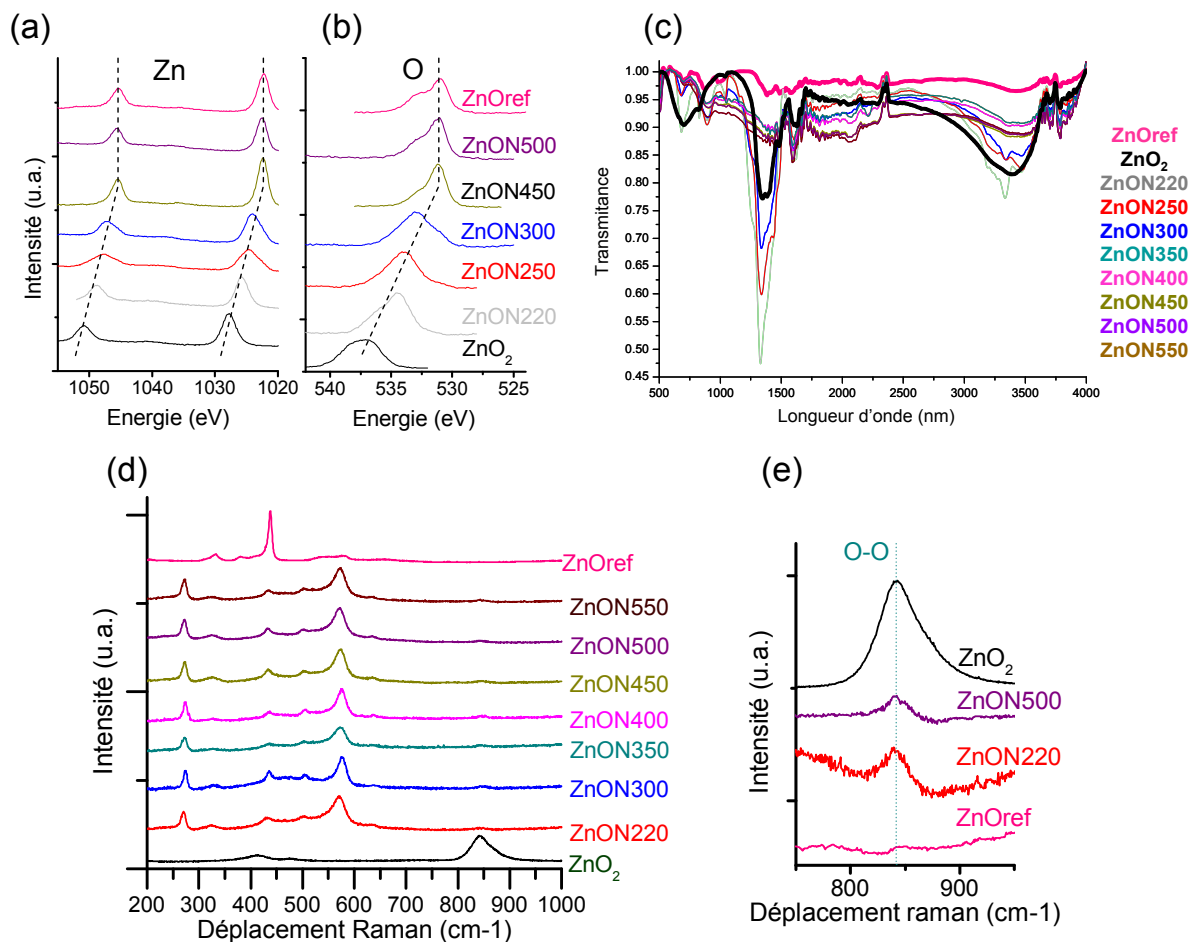 (a)
Zn
Intensité (u.a.)
1050 1040 1030 1020
Energie (eV)
(b)
O
ZnOref
ZnON500
ZnON450
ZnON300
ZnON250
ZnON220
ZnO2
540 535 530 525
Energie (eV)
(c)
Transmitance
1.00
0.95
0.90
0.85
0.80
0.75
0.70
0.65
0.60
0.55
0.50
0.45
500 1000 1500 2000 2500 3000 3500 4000
Longueur d'onde (nm)
ZnOref
ZnO2
ZnON220
ZnON250
ZnON300
ZnON350
ZnON400
ZnON450
ZnON500
ZnON550
(d)
Intensité (u.a.)
ZnOref
ZnON550
ZnON500
ZnON450
ZnON400
ZnON350
ZnON300
ZnON220
ZnO2
200 300 400 500 600 700 800 900 1000
Déplacement Raman (cm-1)
(e)
O-O
Intensité (u.a.)
ZnO2
ZnON500
ZnON220
ZnOref
800 900
Déplacement raman (cm-1)